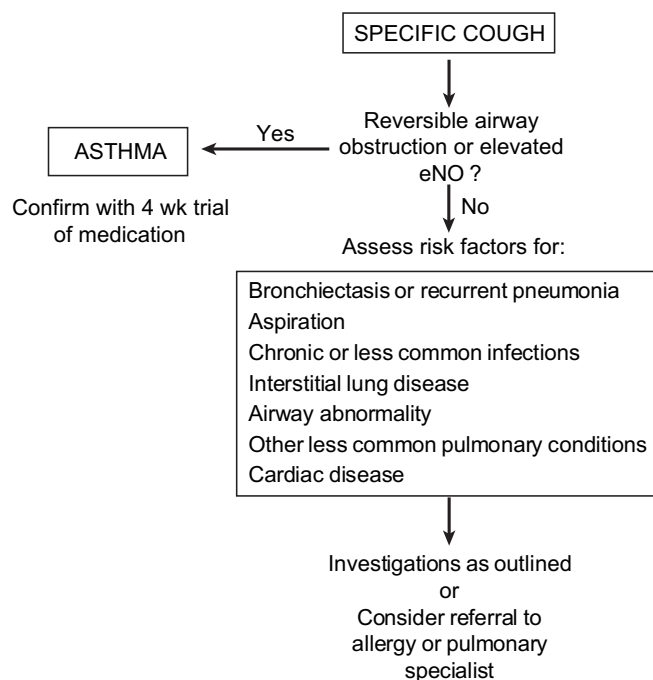 SPECIFIC COUGH
Reversible airway
obstruction or elevated
eNO ?
Yes
ASTHMA
Confirm with 4 wk trial
of medication
No
Assess risk factors for:
Bronchiectasis or recurrent pneumonia
Aspiration
Chronic or less common infections
Interstitial lung disease
Airway abnormality
Other less common pulmonary conditions
Cardiac disease
Investigations as outlined
or
Consider referral to
allergy or pulmonary
specialist